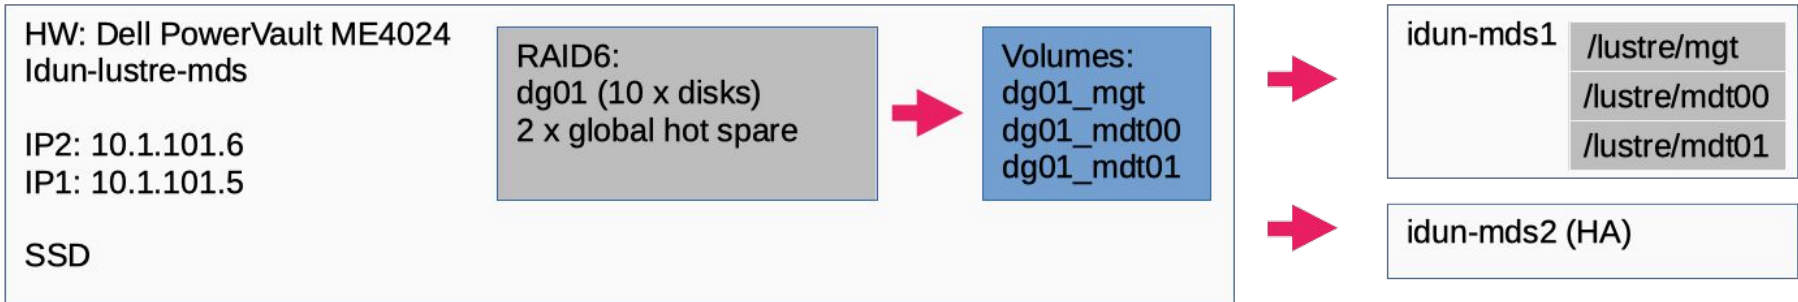 HW: Dell PowerVault ME4024
Idun-lustre-mds
IP2: 10.1.101.6
IP1: 10.1.101.5
SSD
RAID6:
dg01 (10 x disks)
2 x global hot spare
Volumes:
dg01_mgt
dg01_mdt00
dg01_mdt01
idun-mds1
/lustre/mgt
/lustre/mdt00
/lustre/mdt01
idun-mds2 (HA)